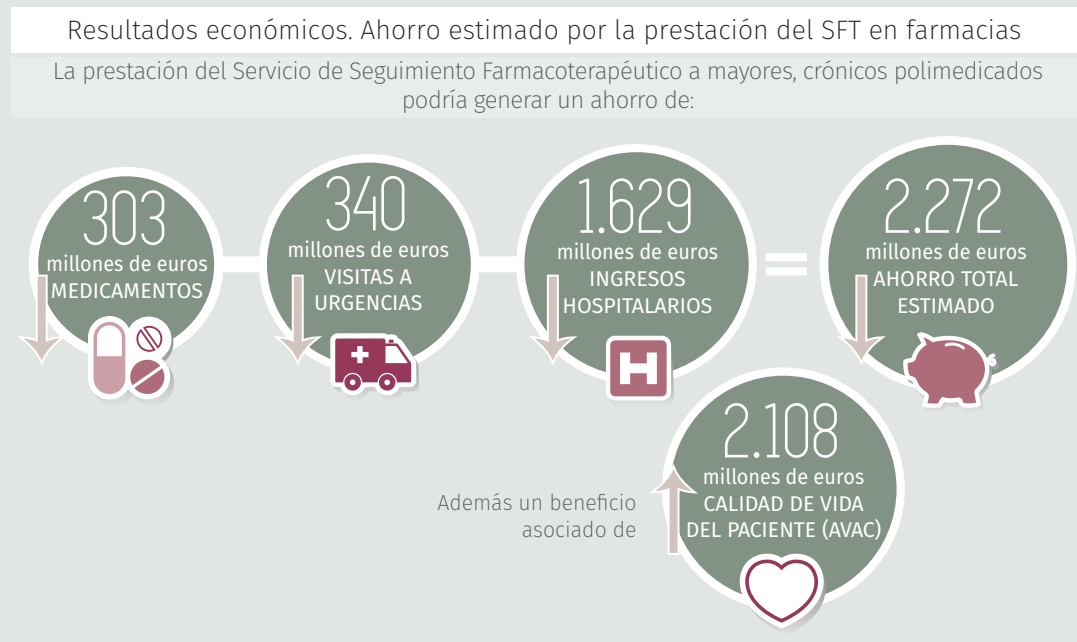 Resultados económicos. Ahorro estimado por la prestación del SFT en farmacias
La prestación del Servicio de Seguimiento Farmacoterapéutico a mayores, crónicos polimedicados
podría generar un ahorro de:
303
millones de euros
MEDICAMENTOS
340
millones de euros
VISITAS A
URGENCIAS
1.629
millones de euros
INGRESOS
HOSPITALARIOS
H
=
2.272
millones de euros
AHORRO TOTAL
ESTIMADO
Además un beneficio
asociado de
2.108
millones de euros
CALIDAD DE VIDA
DEL PACIENTE (AVAC)